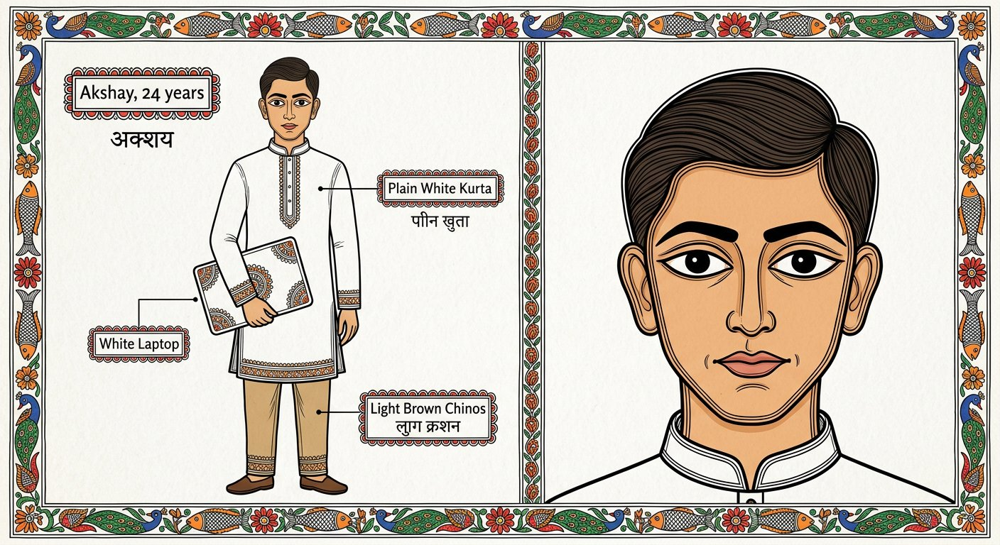 Akshay, 24 years
अक्शय
Plain White Kurta
पाीन खुता
White Laptop
Light Brown Chinos
लुाग क्रशन